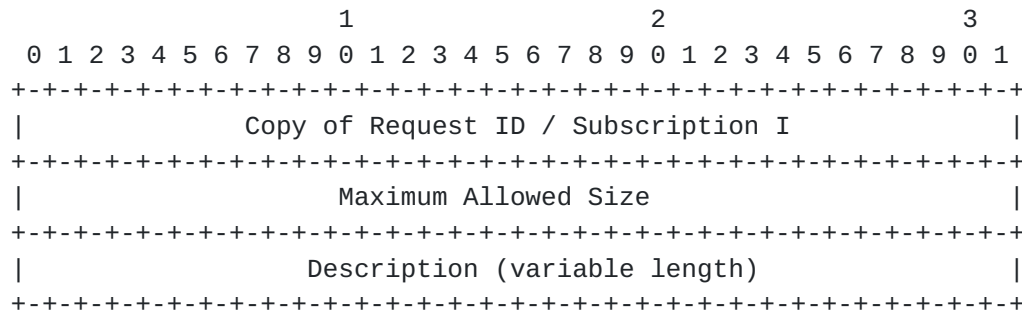 1                   2                   3
 0 1 2 3 4 5 6 7 8 9 0 1 2 3 4 5 6 7 8 9 0 1 2 3 4 5 6 7 8 9 0 1
+-+-+-+-+-+-+-+-+-+-+-+-+-+-+-+-+-+-+-+-+-+-+-+-+-+-+-+-+-+-+-+-+
|              Copy of Request ID / Subscription I              |
+-+-+-+-+-+-+-+-+-+-+-+-+-+-+-+-+-+-+-+-+-+-+-+-+-+-+-+-+-+-+-+-+
|                    Maximum Allowed Size                       |
+-+-+-+-+-+-+-+-+-+-+-+-+-+-+-+-+-+-+-+-+-+-+-+-+-+-+-+-+-+-+-+-+
|                  Description (variable length)                |
+-+-+-+-+-+-+-+-+-+-+-+-+-+-+-+-+-+-+-+-+-+-+-+-+-+-+-+-+-+-+-+-+